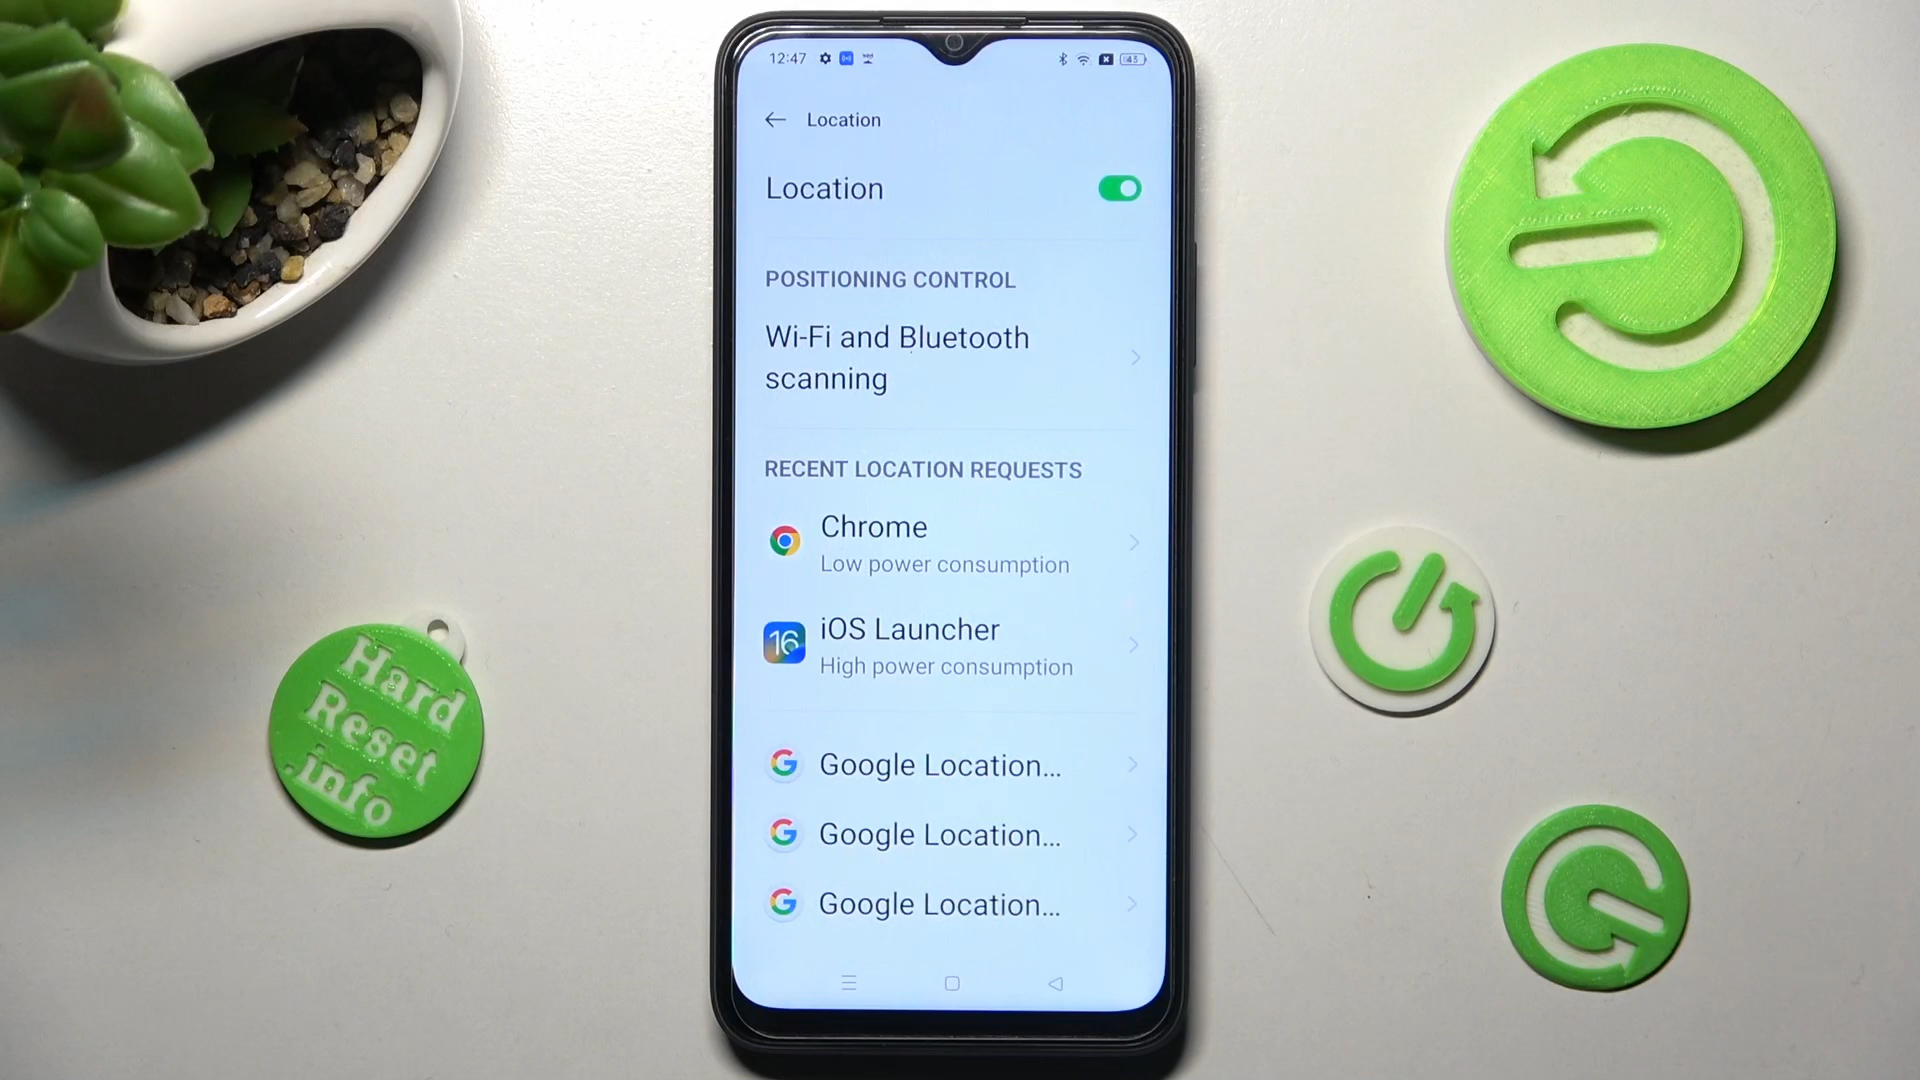 12:47
43
Location
Location
POSITIONING CONTROL
Wi-Fi and Bluetooth
scanning
RECENT LOCATION REQUESTS
Chrome
Low power consumption
16
iOS Launcher
High power consumption
Google Location...
Google Location...
Google Location...
Hard
Reset
.info